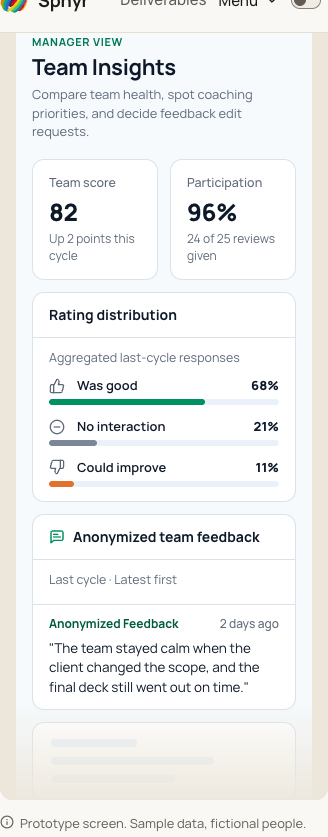 Sphyr
Deliverables
Menu
MANAGER VIEW
Team Insights
Compare team health, spot coaching
priorities, and decide feedback edit
requests.
Team score
82
Up 2 points this
cycle
Participation
96%
24 of 25 reviews
given
Rating distribution
Aggregated last-cycle responses
Was good 68%
No interaction 21%
Could improve 11%
Anonymized team feedback
Last cycle · Latest first
Anonymized Feedback 2 days ago
"The team stayed calm when the
client changed the scope, and the
final deck still went out on time."
Prototype screen. Sample data, fictional people.